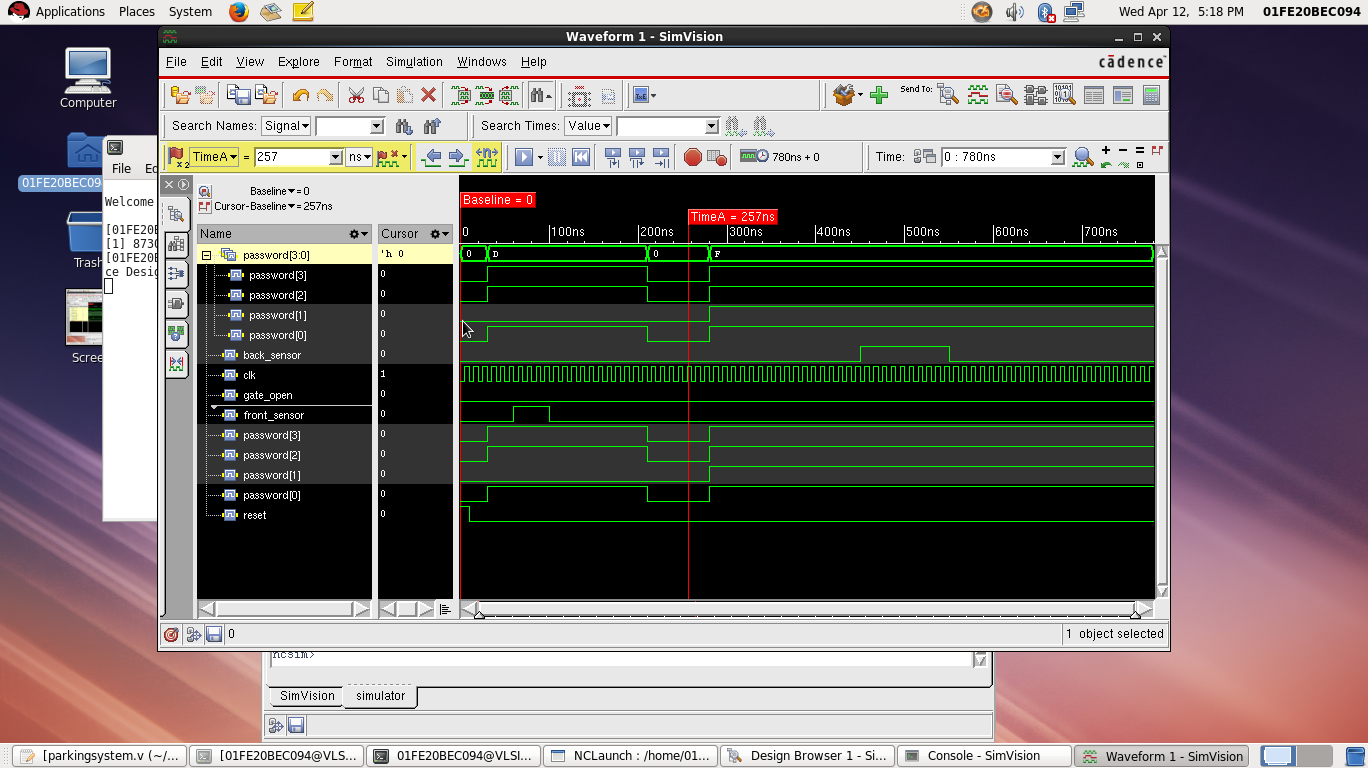 Applications Places System
Wed Apr 12, 5:18 PM 01FE20BEC094
Computer
01FE20BEC094
Trash
Scree
File Ed
Welcome
[01FE20B
[1] 8730
[01FE20B
ce Desig
Waveform 1 - SimVision
File Edit View Explore Format Simulation Windows Help
cādence
Send To:
Search Names: Signal
Search Times: Value
TimeA = 257 ns
x2
780ns + 0
Time: 0 : 780ns
Baseline = 0
Cursor-Baseline = 257ns
Baseline = 0
TimeA = 257ns
0 100ns 200ns 300ns 400ns 500ns 600ns 700ns
Name Cursor
password[3:0] 'h 0 0 D 0 F
password[3] 0
password[2] 0
password[1] 0
password[0] 0
back_sensor 0
clk 1
gate_open 0
front_sensor 0
password[3] 0
password[2] 0
password[1] 0
password[0] 0
reset 0
0
1 object selected
ncsim>
SimVision simulator
[parkingsystem.v (~/...
[01FE20BEC094@VLS...
01FE20BEC094@VLSI...
NCLaunch : /home/01...
Design Browser 1 - Si...
Console - SimVision
Waveform 1 - SimVision